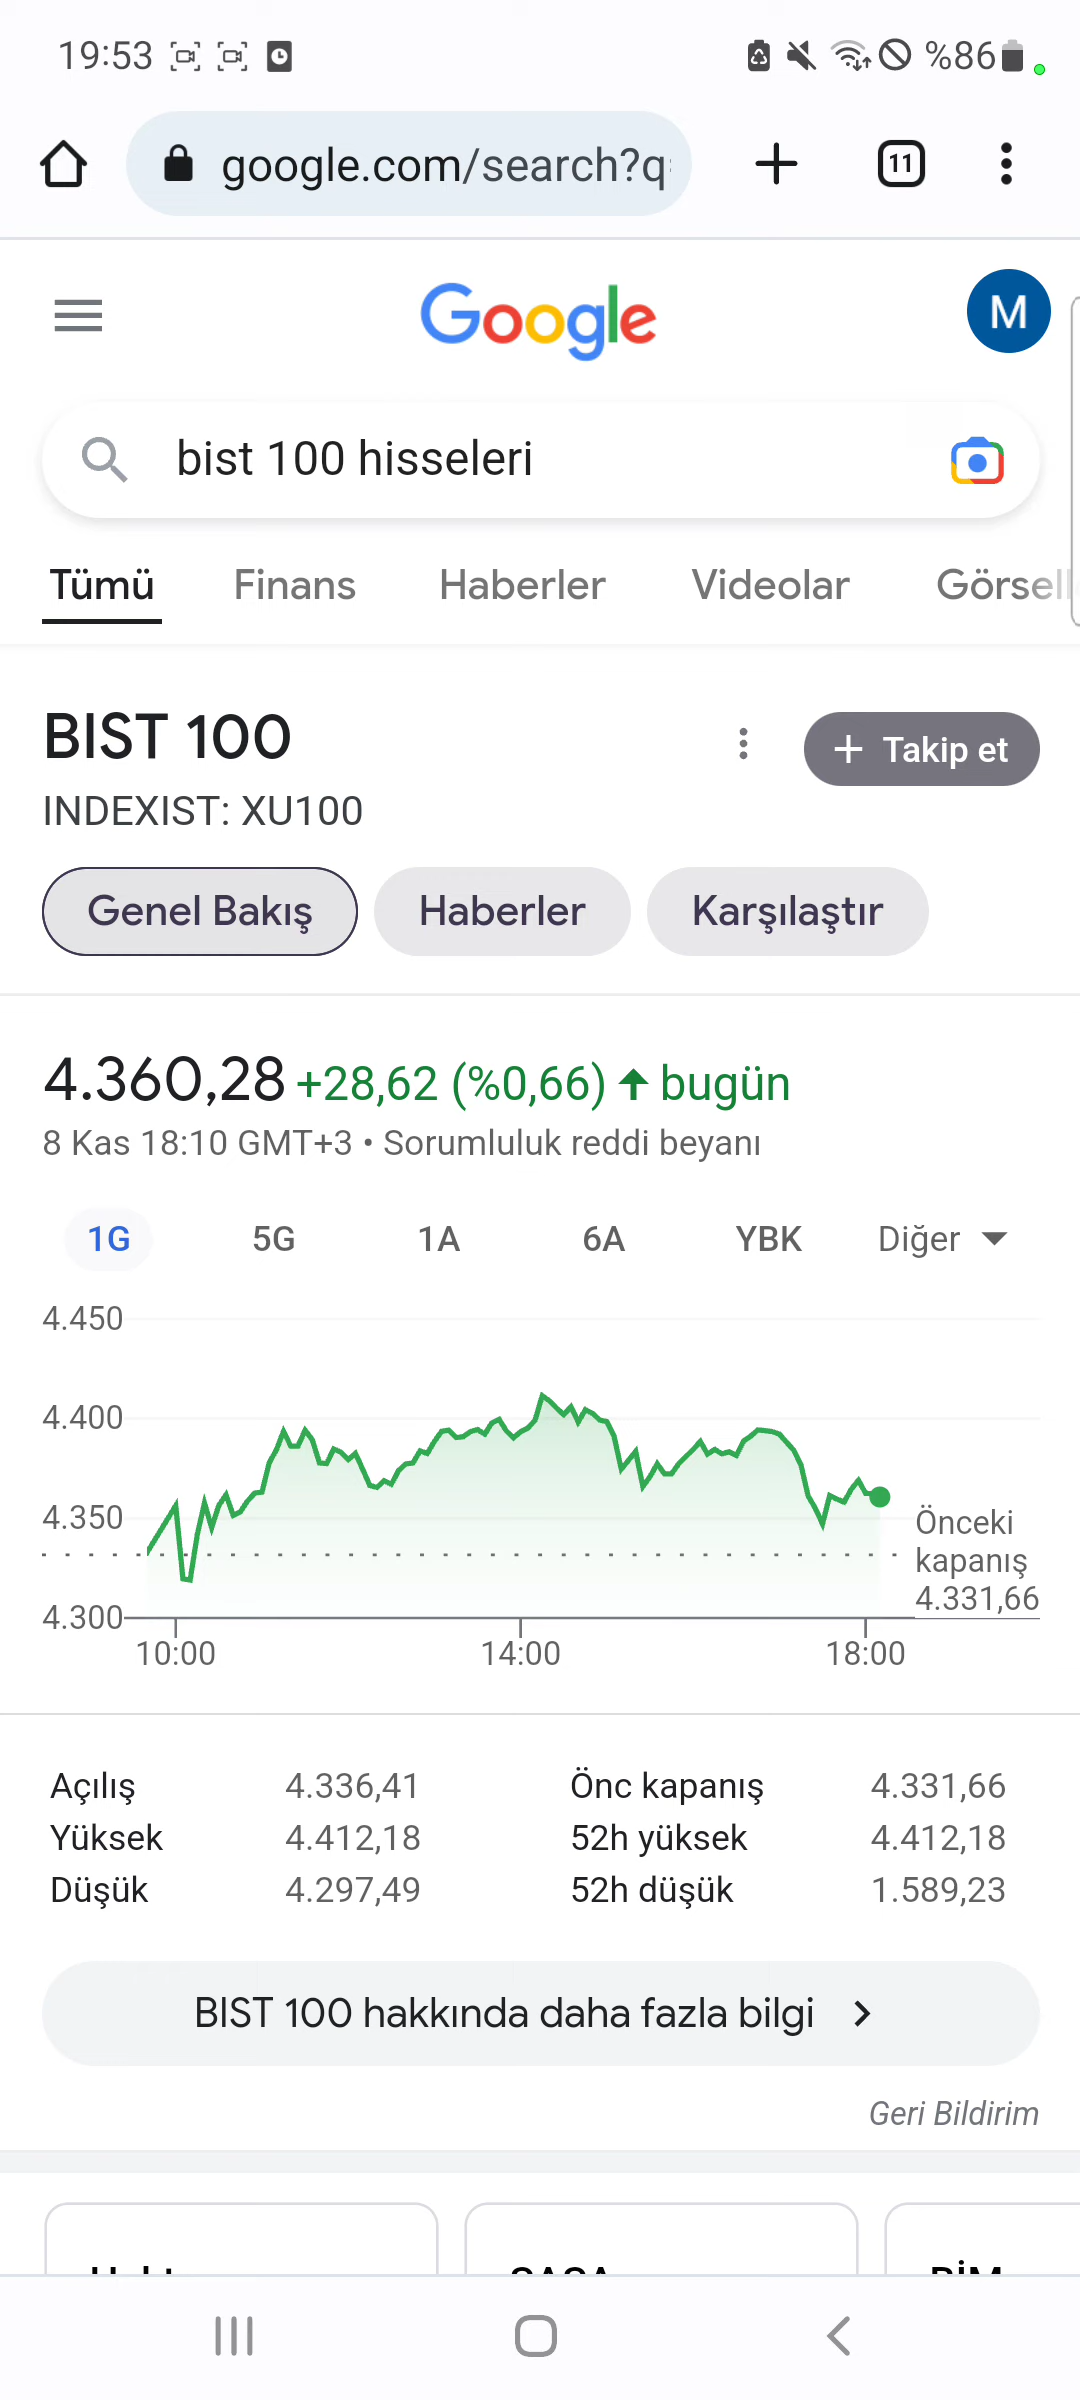 19:53
%86
google.com/search?q
11
Google
M
bist 100 hisseleri
Tümü Finans Haberler Videolar Görsell
BIST 100
+ Takip et
INDEXIST: XU100
Genel Bakış Haberler Karşılaştır
4.360,28 +28,62 (%0,66) ↑ bugün
8 Kas 18:10 GMT+3 • Sorumluluk reddi beyanı
1G 5G 1A 6A YBK Diğer
4.450
4.400
4.350
4.300
Önceki
kapanış
4.331,66
10:00 14:00 18:00
Açılış 4.336,41 Önc kapanış 4.331,66
Yüksek 4.412,18 52h yüksek 4.412,18
Düşük 4.297,49 52h düşük 1.589,23
BIST 100 hakkında daha fazla bilgi
Geri Bildirim